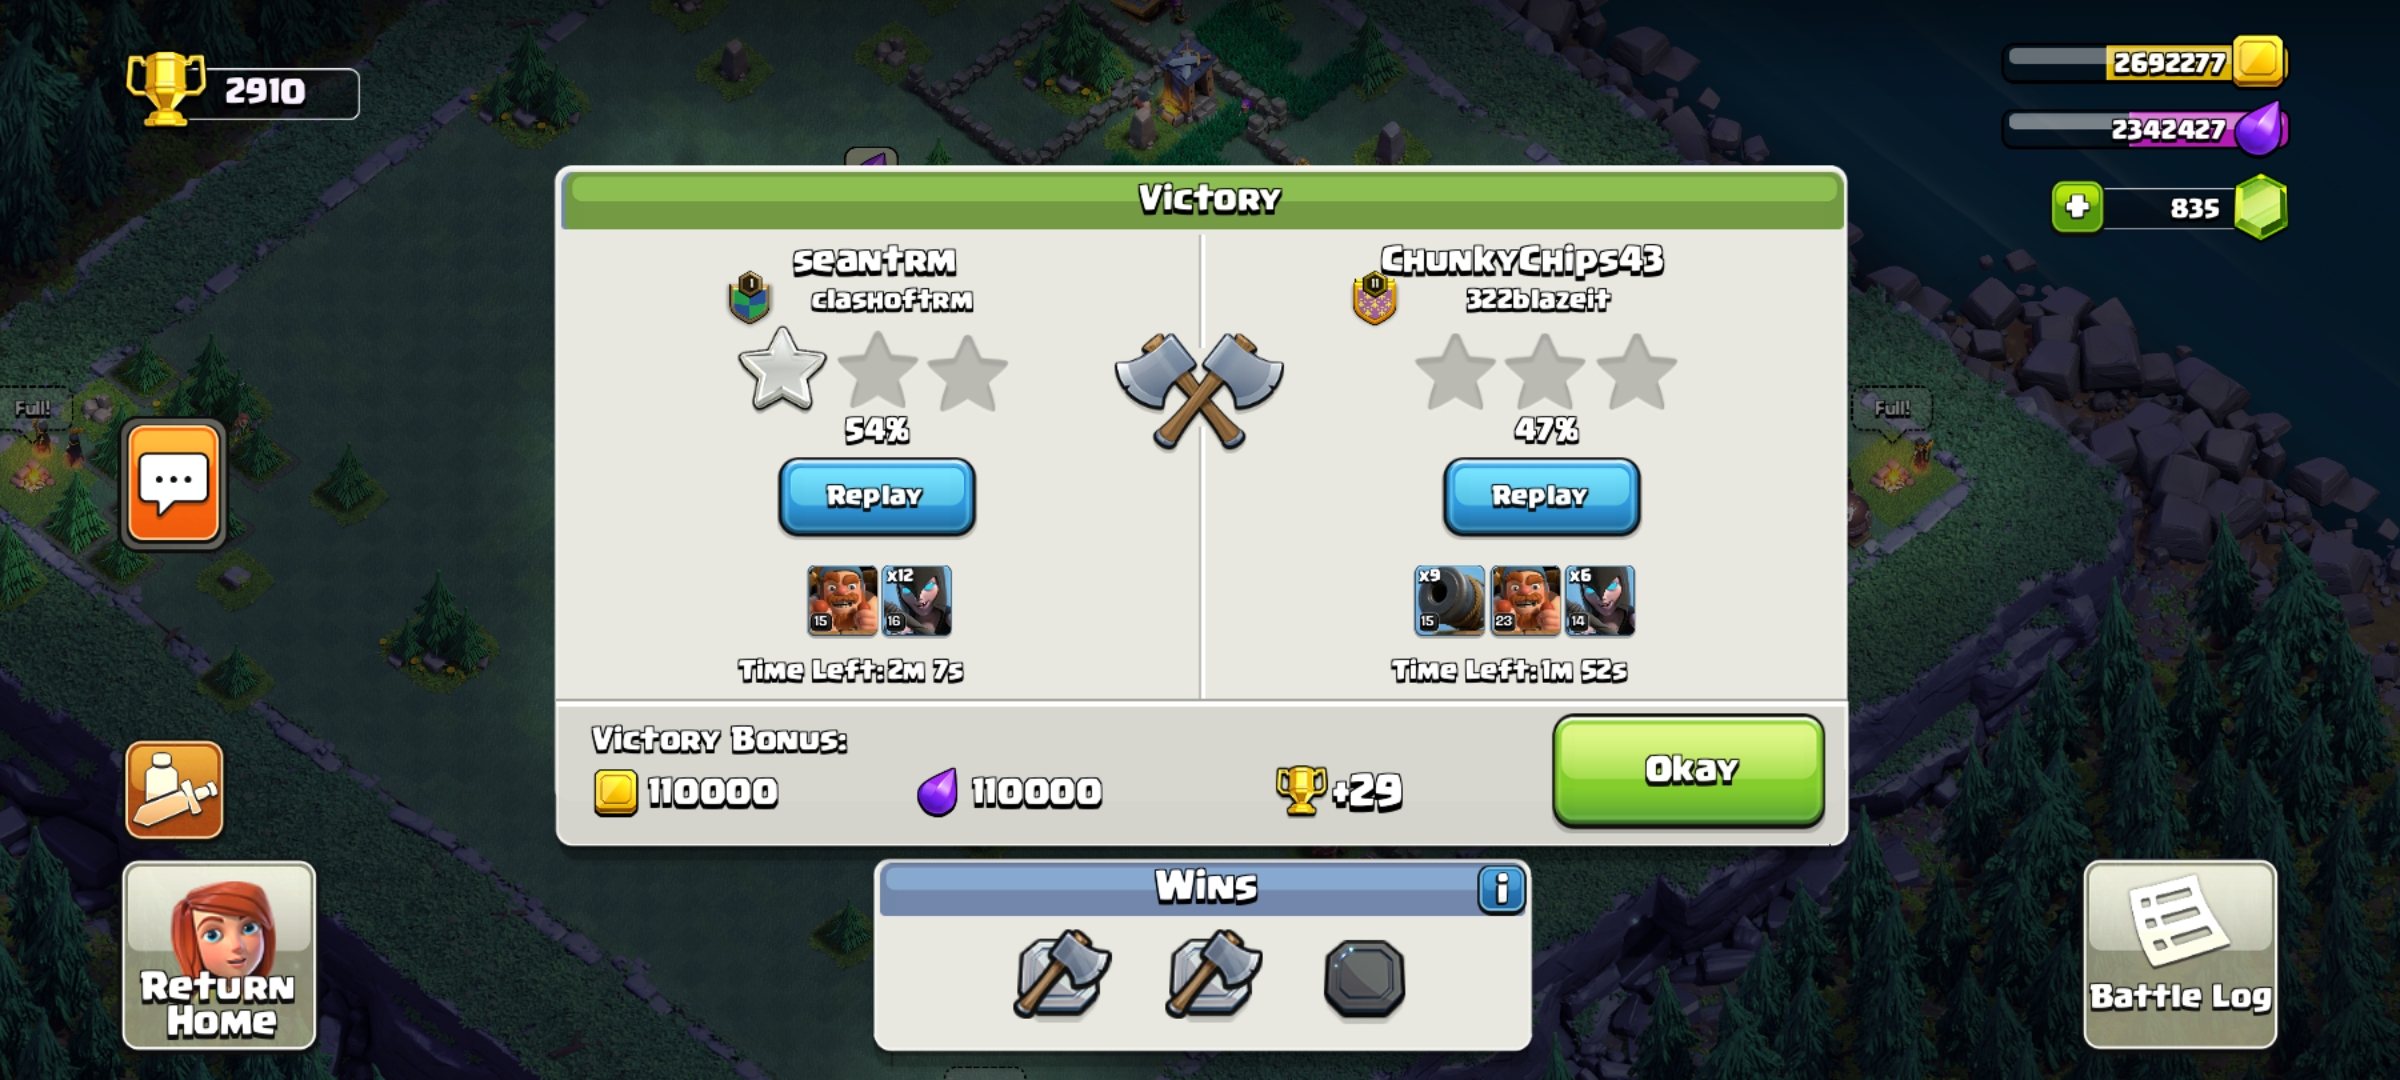 2910
2692277
2342427
835
Victory
seantRM
clashoftRM
1
ChunkyChips43
322blazeit
11
54%
47%
Full!
Full!
Replay
Replay
15
x12
16
x9
15
23
x6
14
Time Left: 2m 7s
Time Left: 1m 52s
Victory Bonus:
110000
110000
+29
Okay
Wins
i
Return
Home
Battle Log